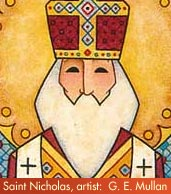 Saint Nicholas, artist: G. E. Mullan